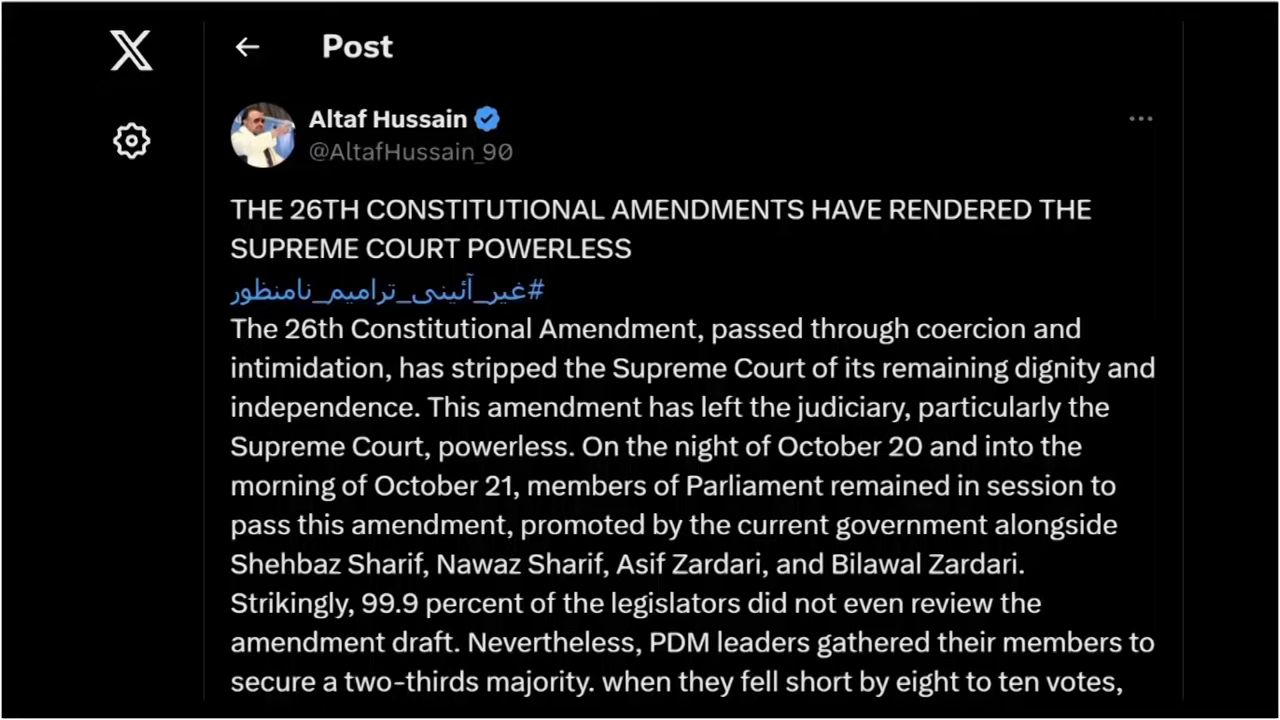 Post
Altaf Hussain
@AltafHussain_90
THE 26TH CONSTITUTIONAL AMENDMENTS HAVE RENDERED THE
SUPREME COURT POWERLESS
#غیر_آئینی_ترامیم_نامنظور
The 26th Constitutional Amendment, passed through coercion and
intimidation, has stripped the Supreme Court of its remaining dignity and
independence. This amendment has left the judiciary, particularly the
Supreme Court, powerless. On the night of October 20 and into the
morning of October 21, members of Parliament remained in session to
pass this amendment, promoted by the current government alongside
Shehbaz Sharif, Nawaz Sharif, Asif Zardari, and Bilawal Zardari.
Strikingly, 99.9 percent of the legislators did not even review the
amendment draft. Nevertheless, PDM leaders gathered their members to
secure a two-thirds majority. when they fell short by eight to ten votes,